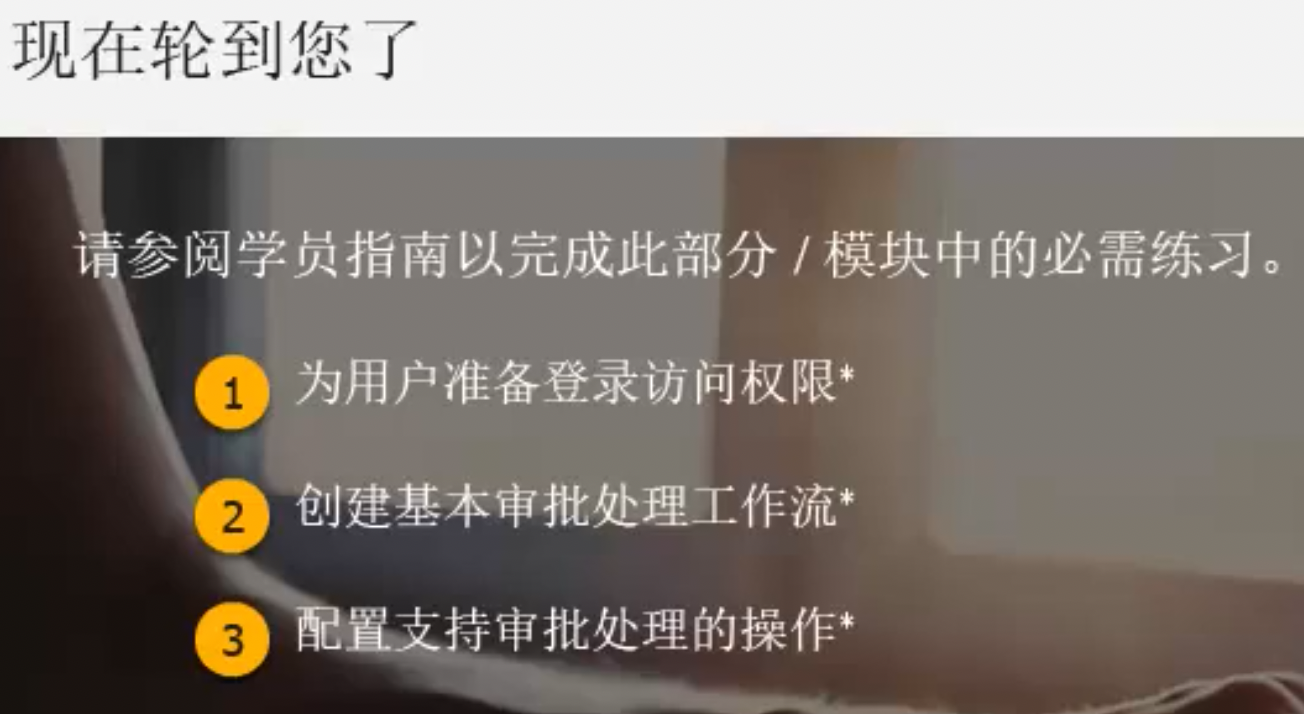 现在轮到您了
请参阅学员指南以完成此部分 / 模块中的必需练习。
1 为用户准备登录访问权限*
2 创建基本审批处理工作流*
3 配置支持审批处理的操作*